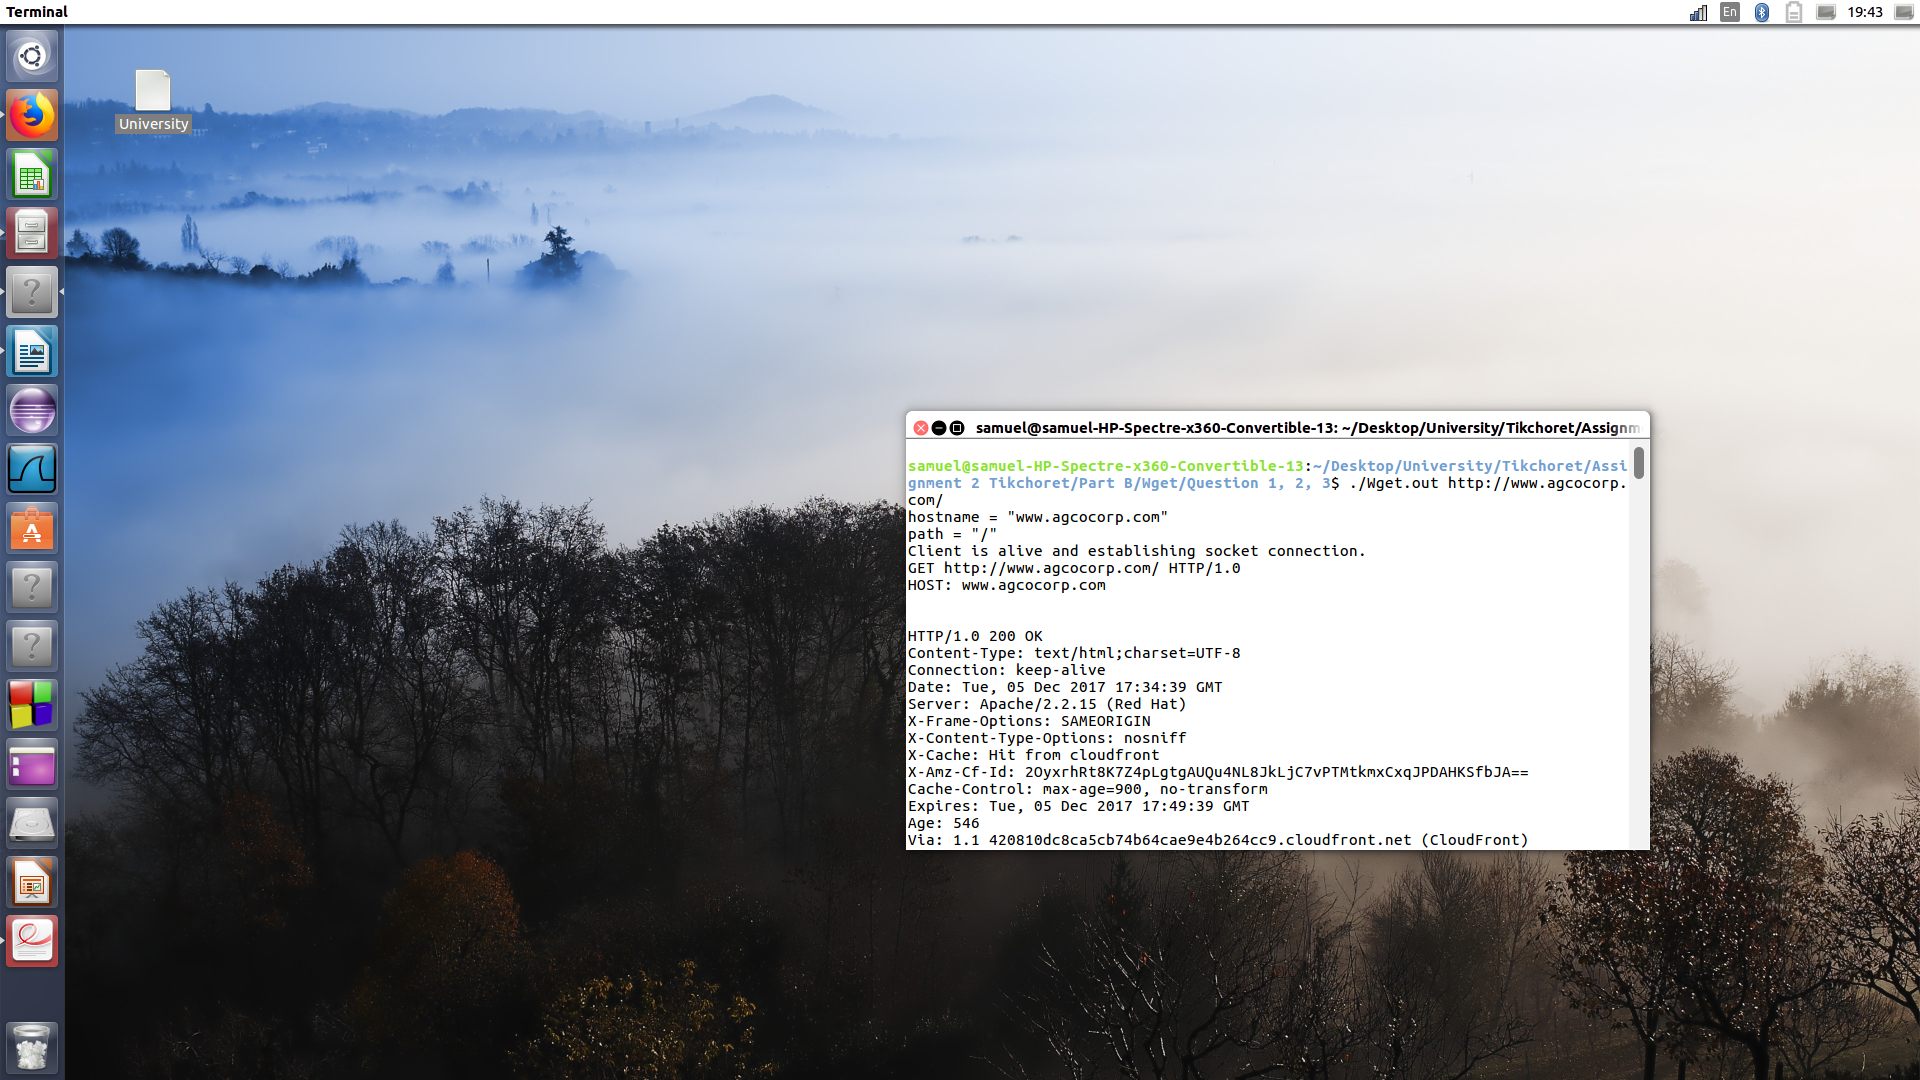 Terminal
En
19:43
University
samuel@samuel-HP-Spectre-x360-Convertible-13: ~/Desktop/University/Tikchoret/Assignm
samuel@samuel-HP-Spectre-x360-Convertible-13:~/Desktop/University/Tikchoret/Assi
gnment 2 Tikchoret/Part B/Wget/Question 1, 2, 3$ ./Wget.out http://www.agcocorp.
com/
hostname = "www.agcocorp.com"
path = "/"
Client is alive and establishing socket connection.
GET http://www.agcocorp.com/ HTTP/1.0
HOST: www.agcocorp.com
HTTP/1.0 200 OK
Content-Type: text/html;charset=UTF-8
Connection: keep-alive
Date: Tue, 05 Dec 2017 17:34:39 GMT
Server: Apache/2.2.15 (Red Hat)
X-Frame-Options: SAMEORIGIN
X-Content-Type-Options: nosniff
X-Cache: Hit from cloudfront
X-Amz-Cf-Id: 2OyxrhRt8K7Z4pLgtgAUQu4NL8JkLjC7vPTMtkmxCxqJPDAHKSfbJA==
Cache-Control: max-age=900, no-transform
Expires: Tue, 05 Dec 2017 17:49:39 GMT
Age: 546
Via: 1.1 420810dc8ca5cb74b64cae9e4b264cc9.cloudfront.net (CloudFront)